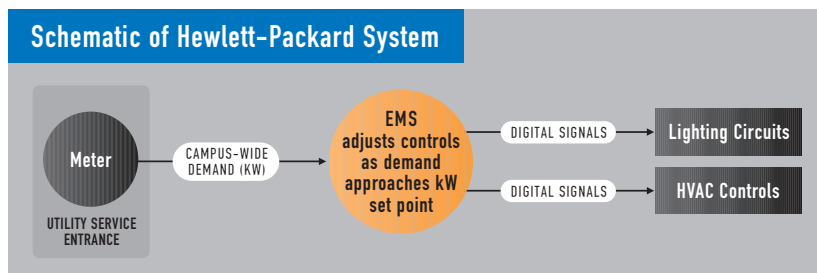 Schematic of Hewlett-Packard System
Meter
UTILITY SERVICE
ENTRANCE
CAMPUS-WIDE
DEMAND (KW)
EMS
adjusts controls
as demand
approaches kW
set point
DIGITAL SIGNALS
Lighting Circuits
DIGITAL SIGNALS
HVAC Controls